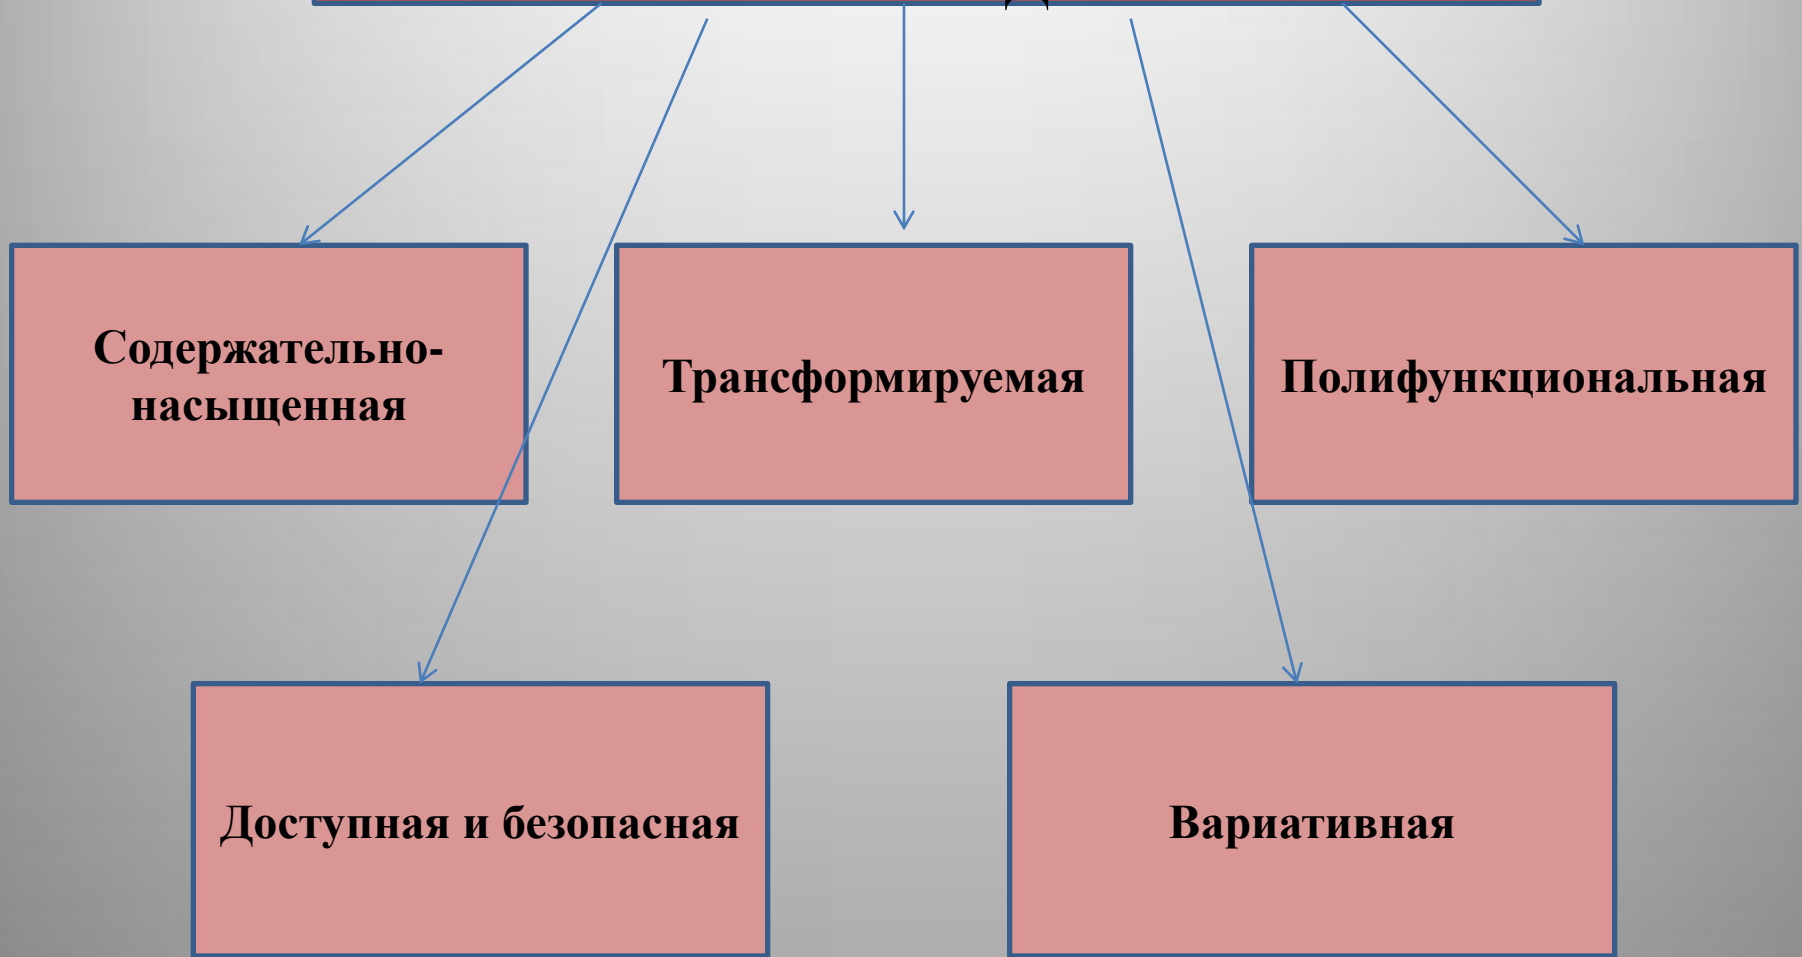 Содержательно-
насыщенная
Трансформируемая
Полифункциональная
Доступная и безопасная
Вариативная